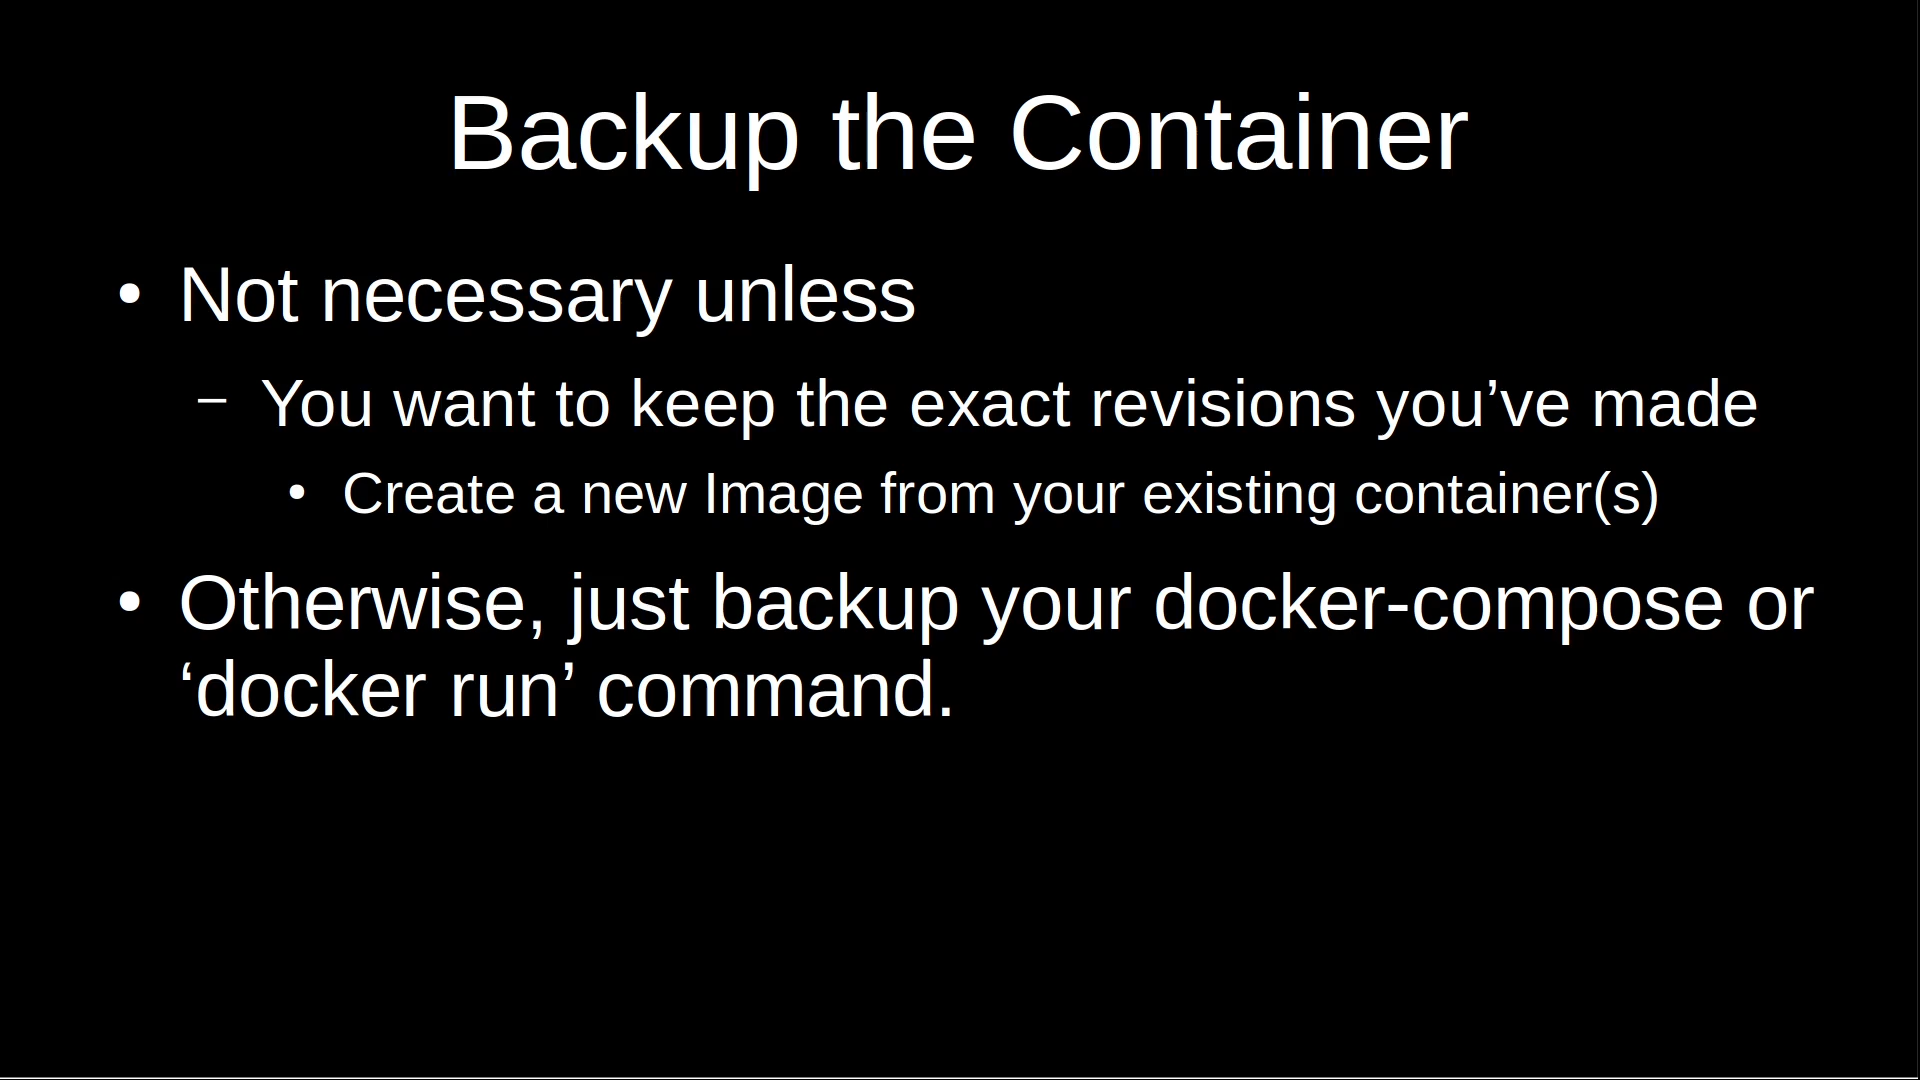 Backup the Container
• Not necessary unless
– You want to keep the exact revisions you’ve made
• Create a new Image from your existing container(s)
• Otherwise, just backup your docker-compose or
‘docker run’ command.